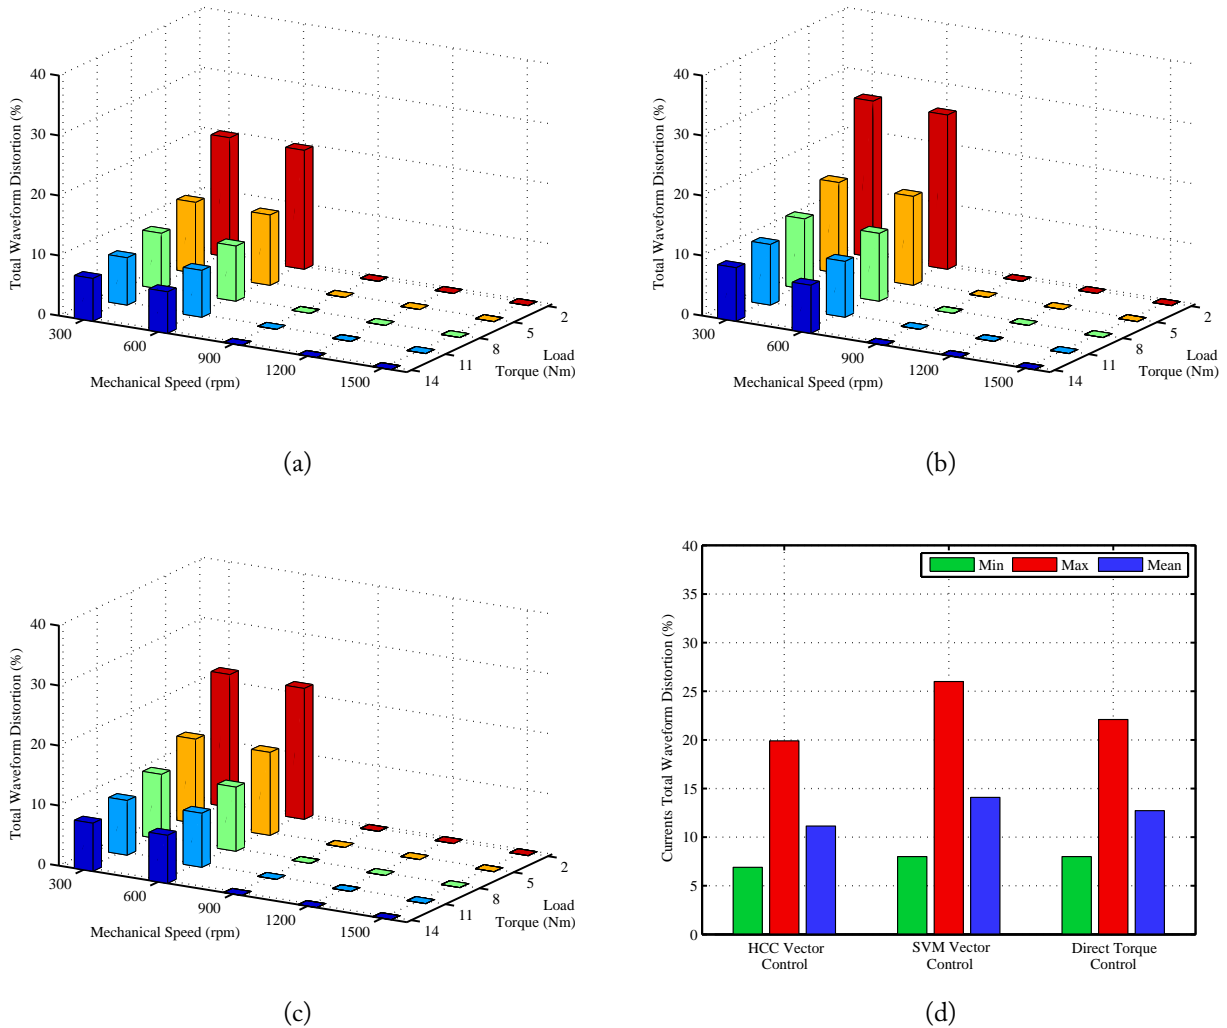 40
30
20
10
0
Total Waveform Distortion (%)
300
600
900
1200
1500
Mechanical Speed (rpm)
2
5
8
11
14
Load
Torque (Nm)
(a)
40
30
20
10
0
Total Waveform Distortion (%)
300
600
900
1200
1500
Mechanical Speed (rpm)
2
5
8
11
14
Load
Torque (Nm)
(b)
40
30
20
10
0
Total Waveform Distortion (%)
300
600
900
1200
1500
Mechanical Speed (rpm)
2
5
8
11
14
Load
Torque (Nm)
(c)
40
35
30
25
20
15
10
5
0
Currents Total Waveform Distortion (%)
Min Max Mean
HCC Vector
Control
SVM Vector
Control
Direct Torque
Control
(d)